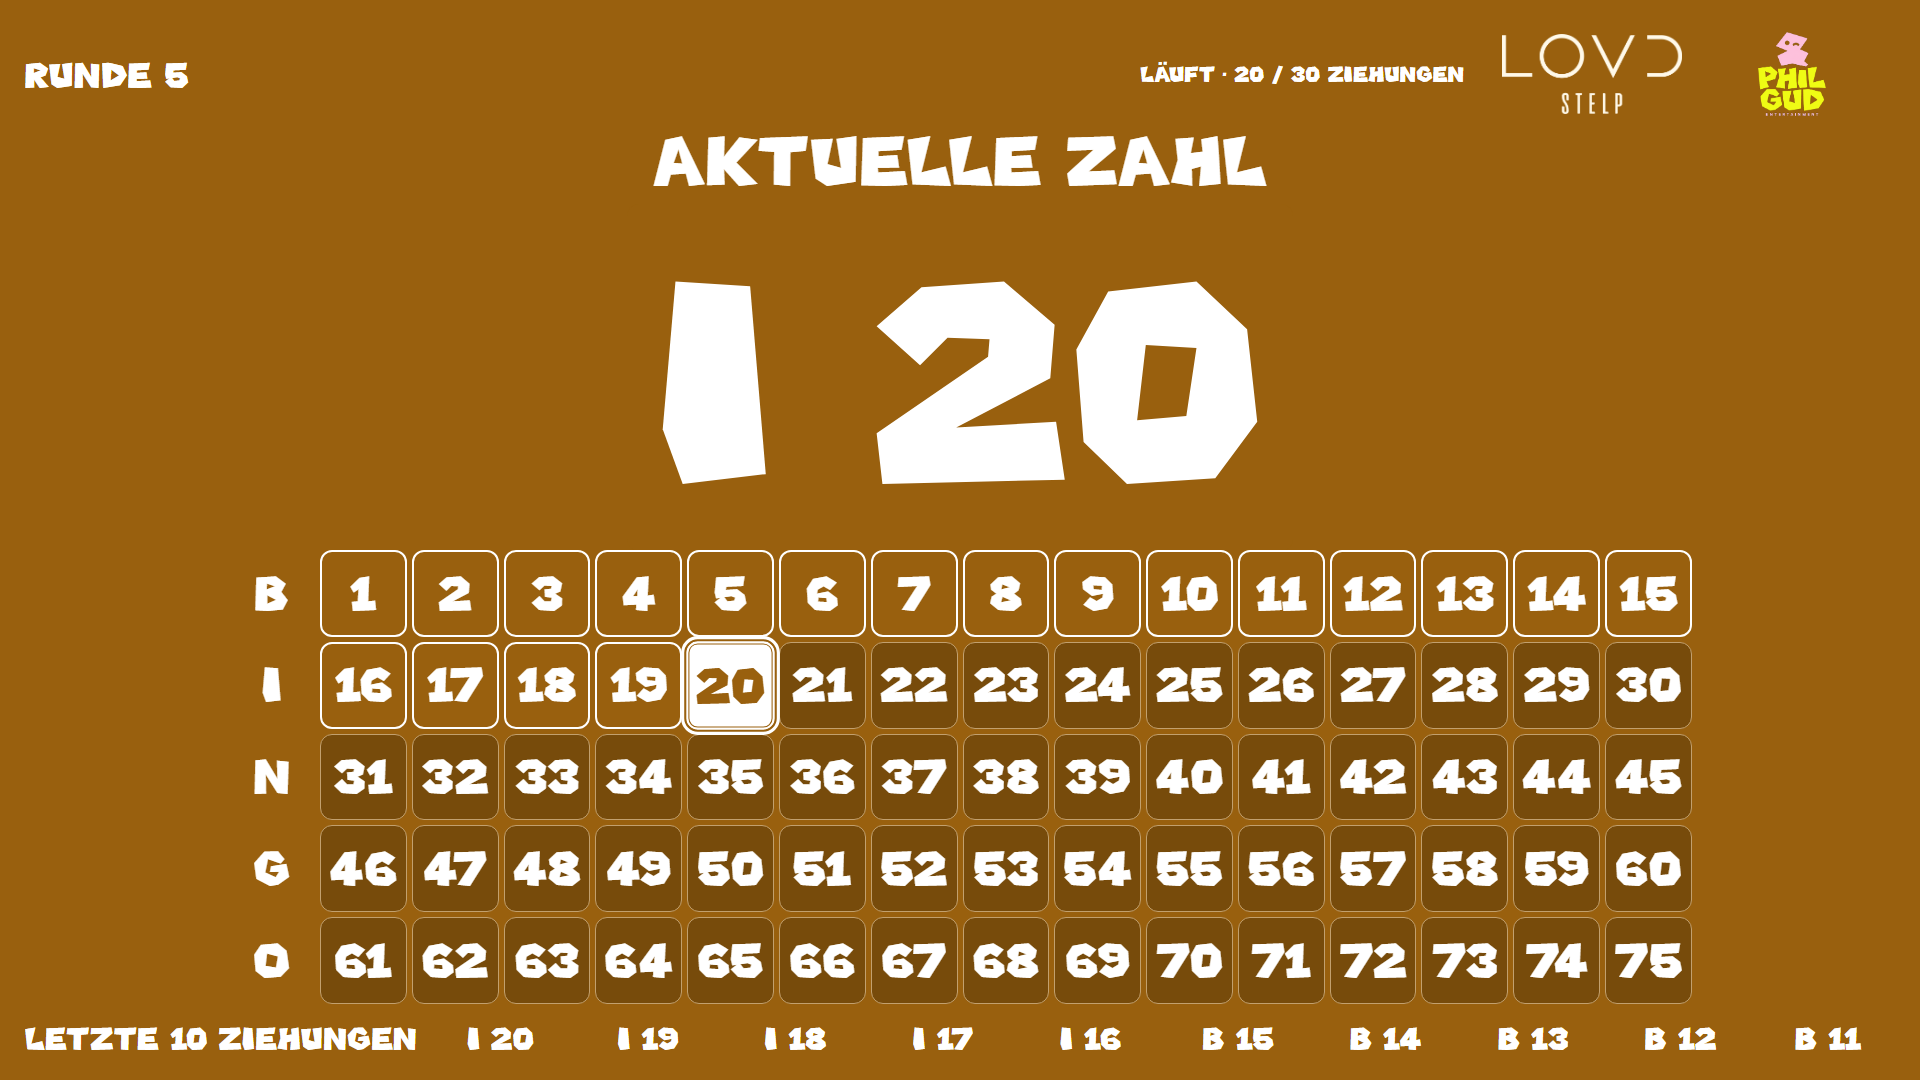 RUNDE 5
LÄUFT · 20 / 30 ZIEHUNGEN
LOVD
STELP
PHIL
GUD
ENTERTAINMENT
AKTUELLE ZAHL
I 20
B 1 2 3 4 5 6 7 8 9 10 11 12 13 14 15
I 16 17 18 19 20 21 22 23 24 25 26 27 28 29 30
N 31 32 33 34 35 36 37 38 39 40 41 42 43 44 45
G 46 47 48 49 50 51 52 53 54 55 56 57 58 59 60
O 61 62 63 64 65 66 67 68 69 70 71 72 73 74 75
LETZTE 10 ZIEHUNGEN I 20 I 19 I 18 I 17 I 16 B 15 B 14 B 13 B 12 B 11